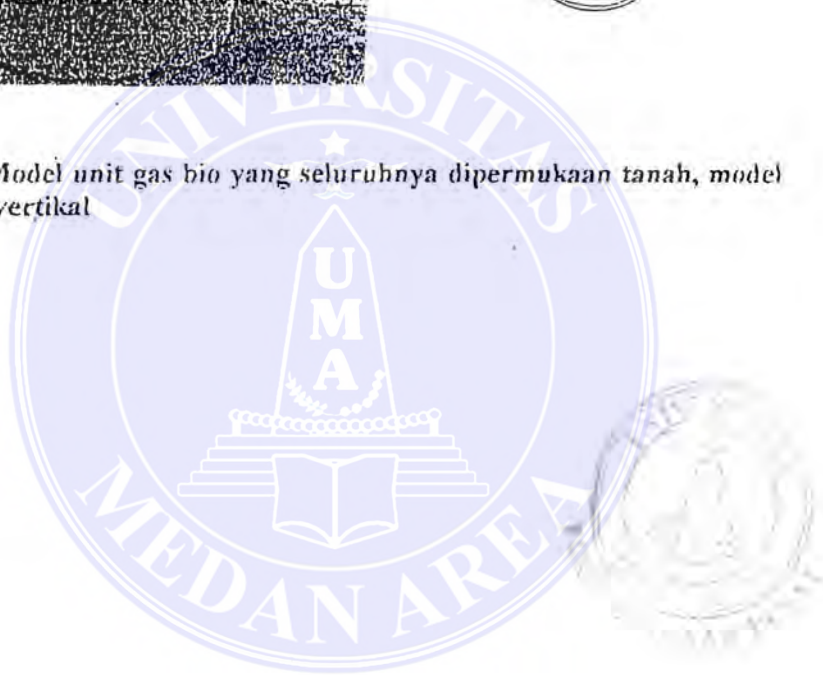 Model unit gas bio yang seluruhnya dipermukaan tanah, model
vertikal
UNIVERSITAS
UMA
MEDAN AREA